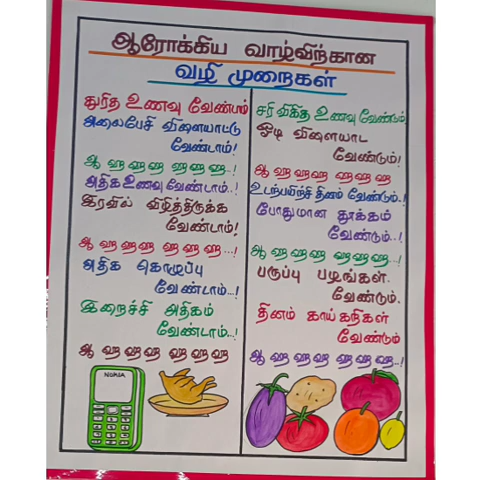 ஆரோக்கிய வாழ்விற்கான
வழி முறைகள்
துரித உணவு வேண்டாம்
அலைபேசி விளையாட்டு
வேண்டாம்!
ஆ ஹஹஹ ஹஹஹ...!
அதிக உணவு வேண்டாம்..!
இரவில் விழித்திருக்க
வேண்டாம்!
ஆ ஹஹஹ ஹஹஹ...!
அதிக கொழுப்பு
வேண்டாம்...!
இறைச்சி அதிகம்
வேண்டாம்..!
ஆ ஹஹஹ ஹஹஹ
NOKIA
சரிவிகித உணவு வேண்டும்
ஓடி விளையாட
வேண்டும்!
ஆ ஹஹஹ ஹஹஹ
உடற்பயிற்சி தினம் வேண்டும்..!
போதுமான தூக்கம்
வேண்டும்..!
ஆ ஹஹஹ ஹஹஹ...!
பருப்பு பழங்கள்.
வேண்டும்.
தினம் காய்கறிகள்
வேண்டும்
ஆ ஹஹஹ ஹஹஹ..!